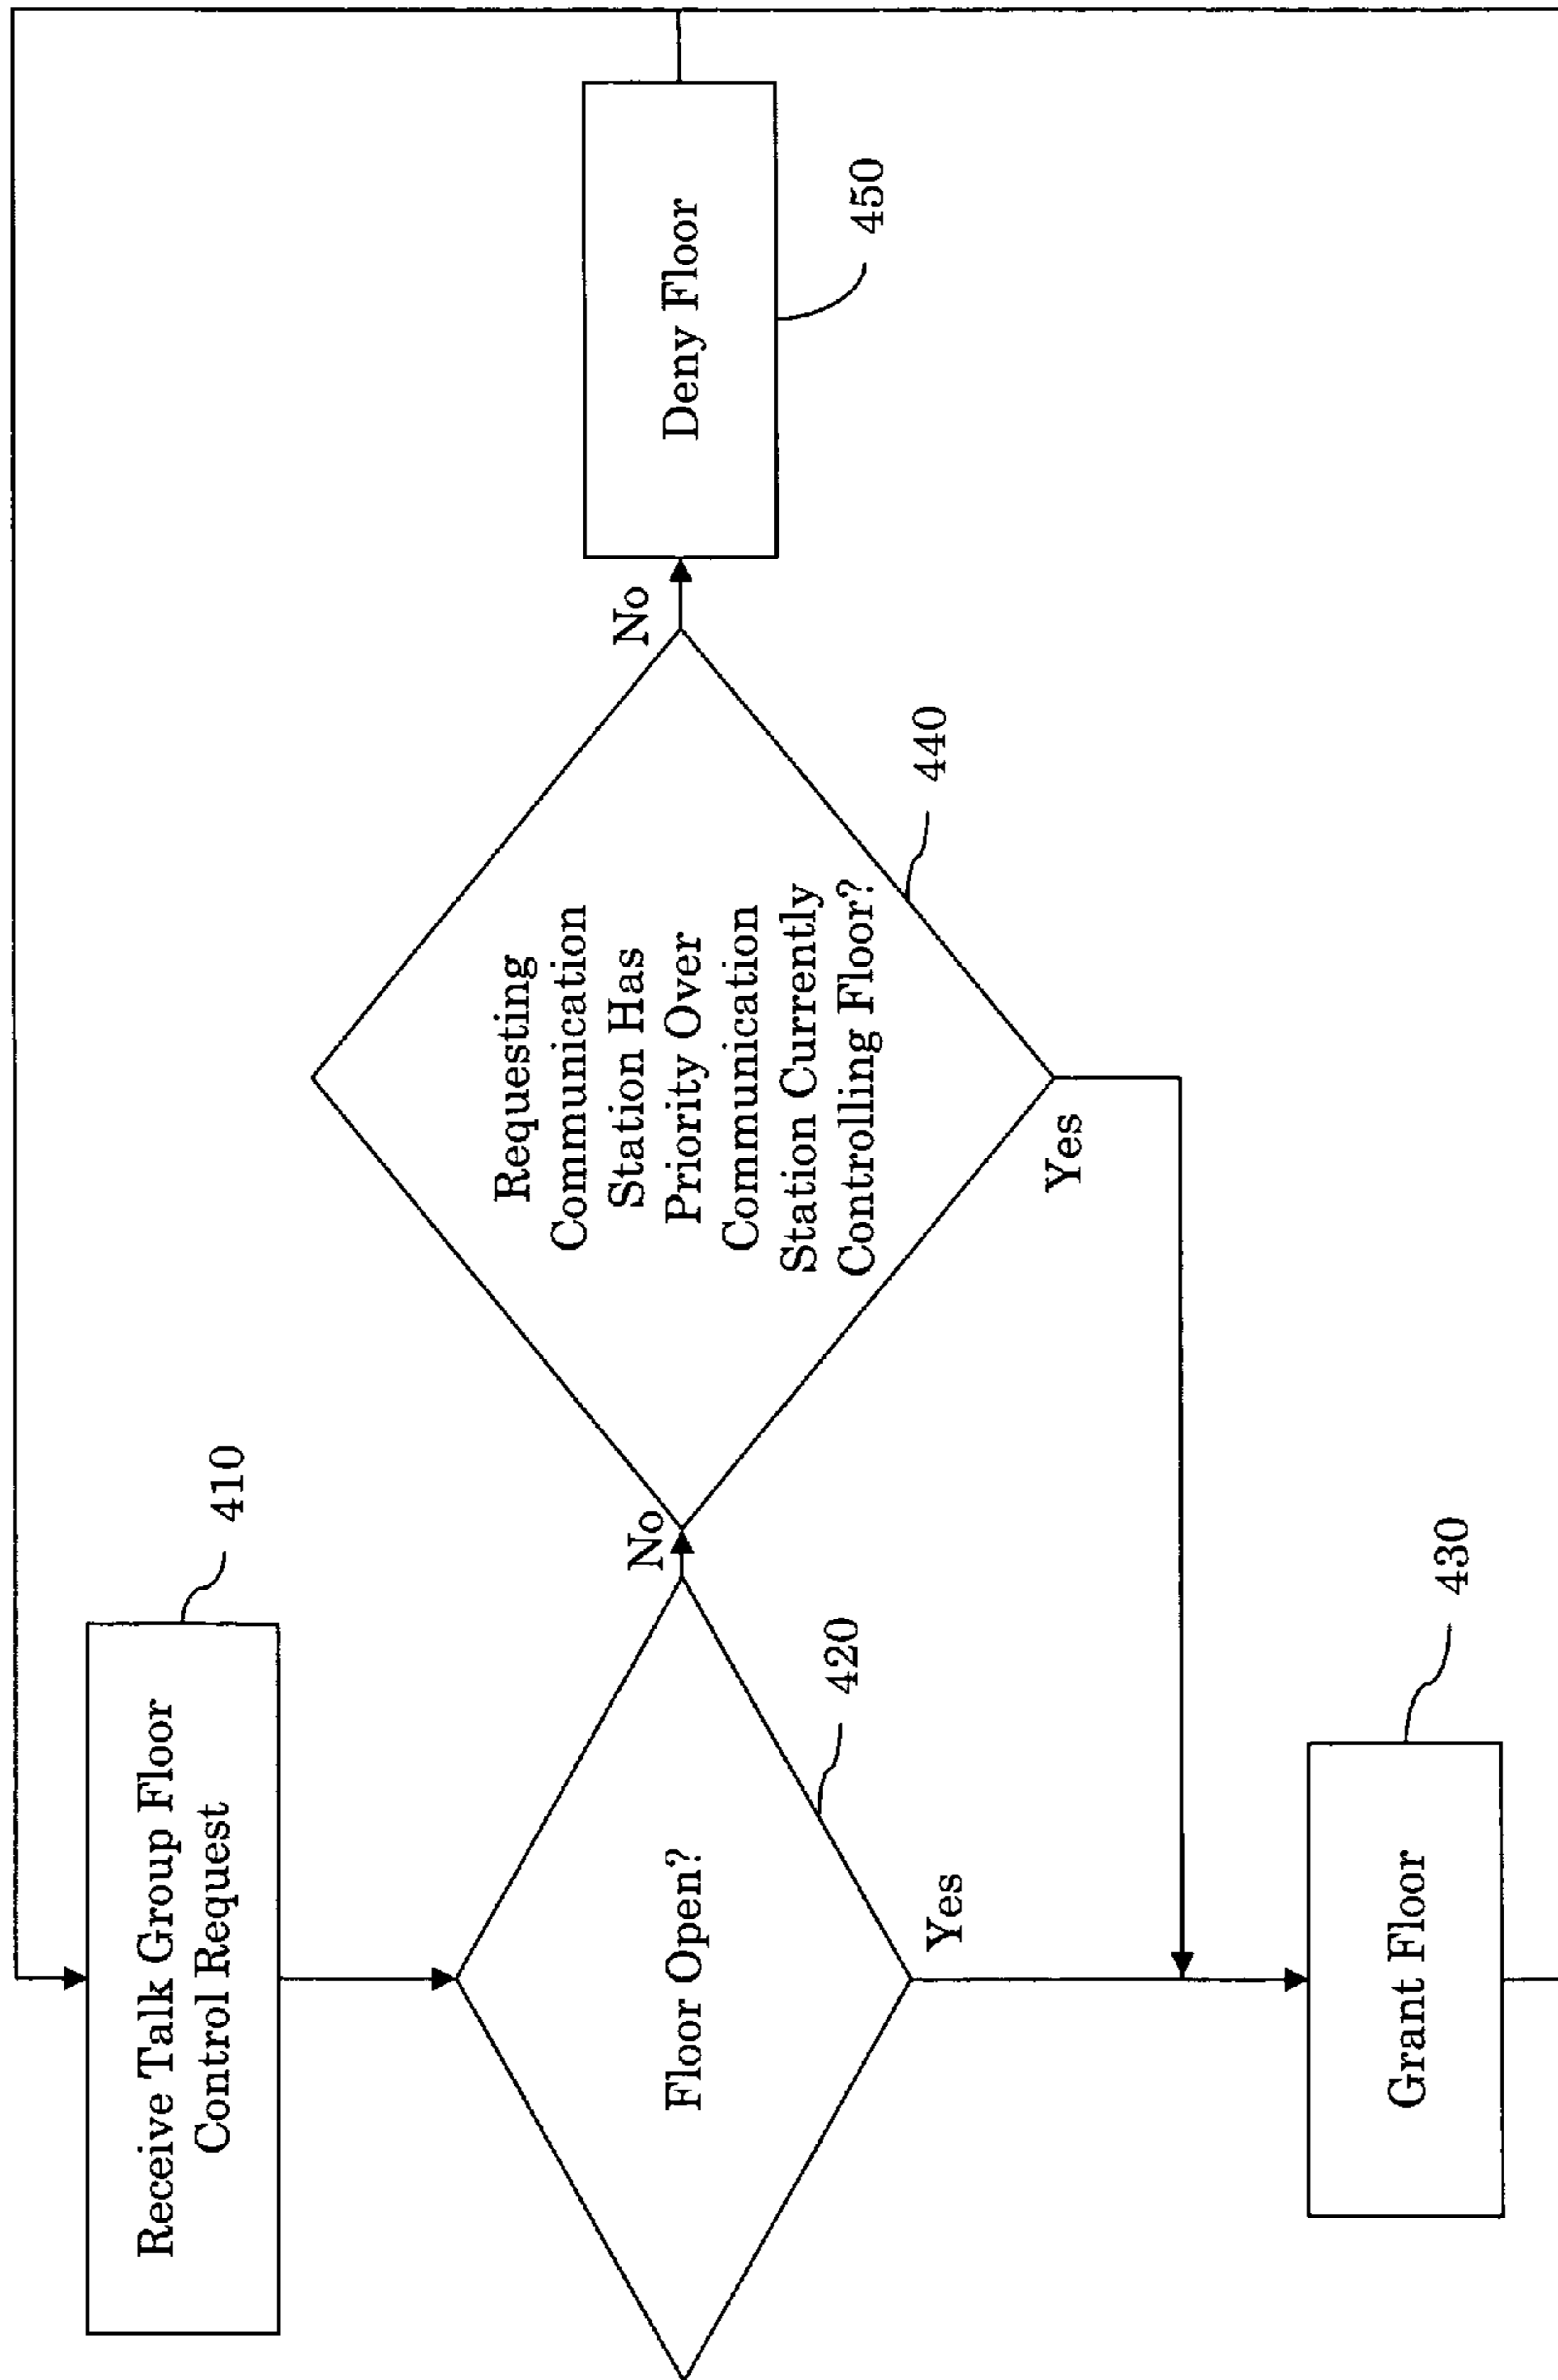 Receive Talk Group Floor
Control Request
410
Floor Open?
420
No
Yes
Requesting
Communication
Station Has
Priority Over
Communication
Station Currently
Controlling Floor?
440
No
Yes
Deny Floor
450
Grant Floor
430